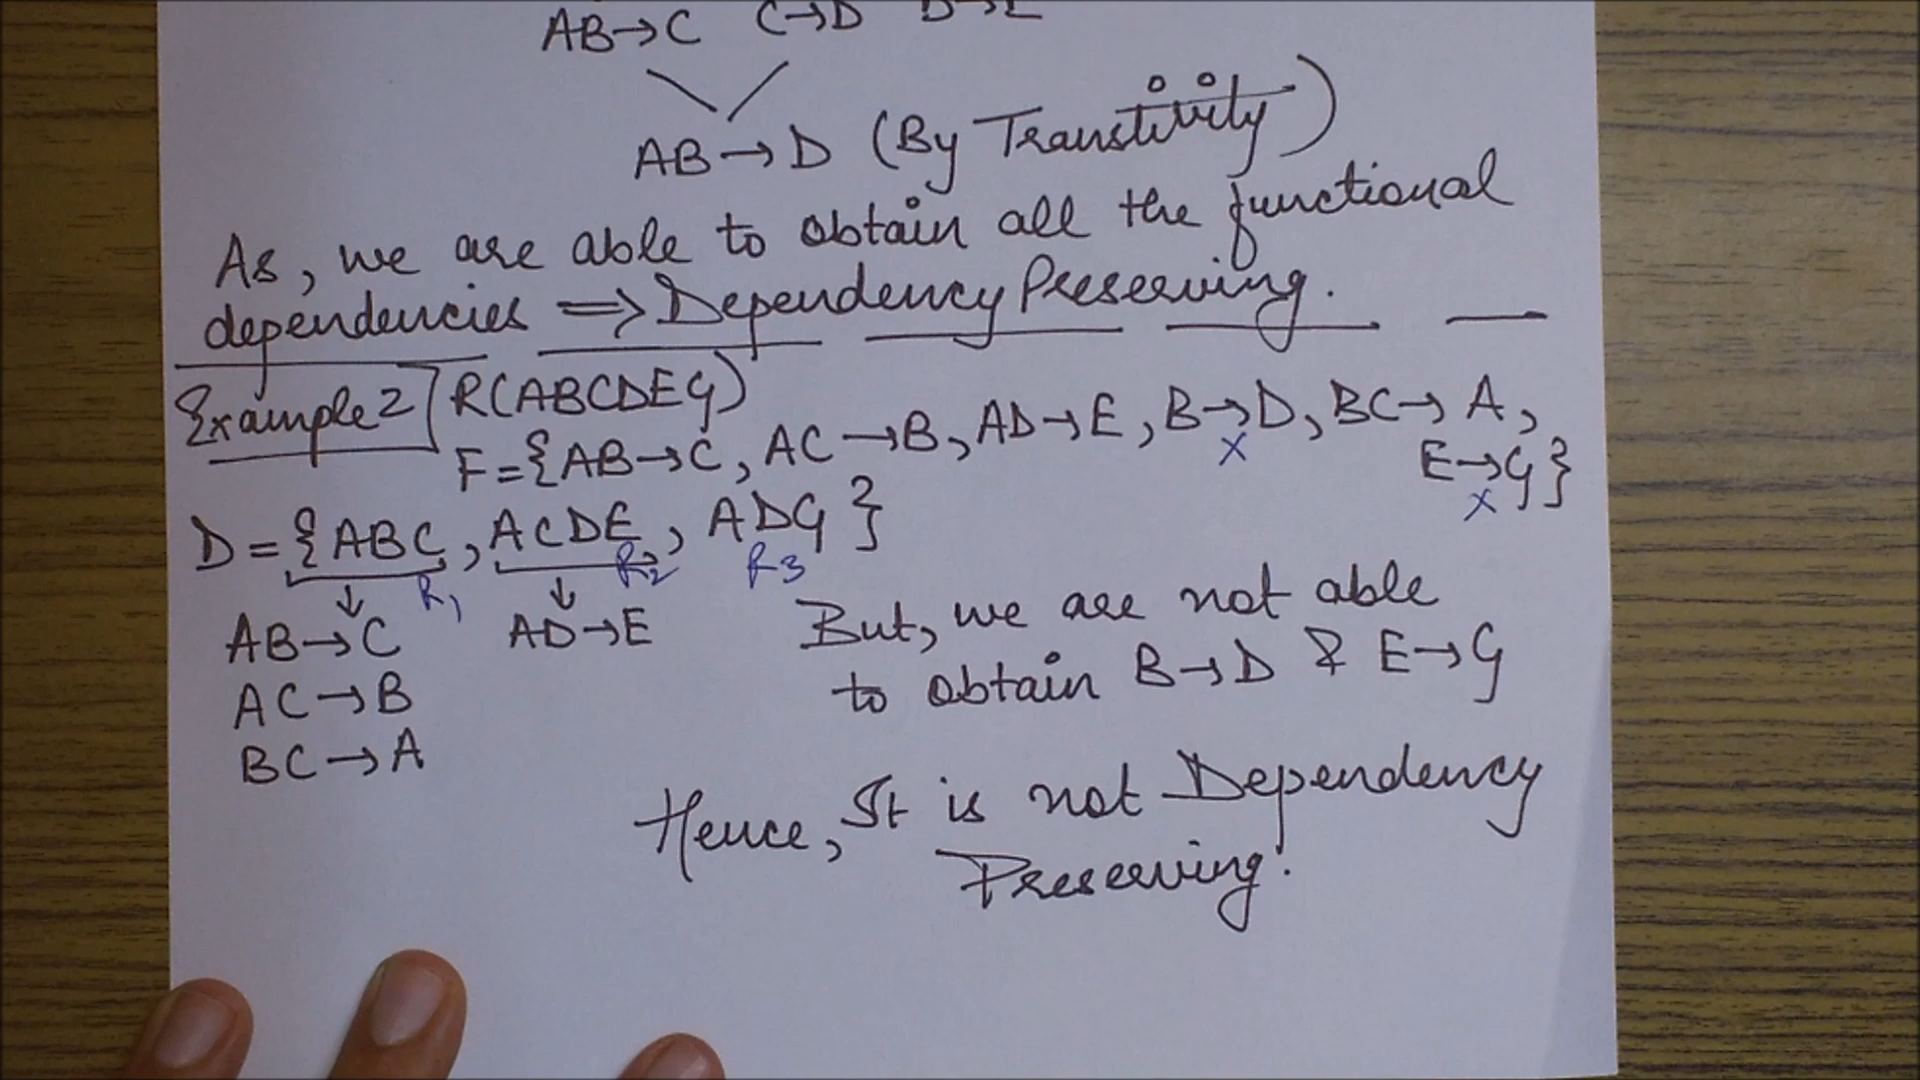 AB→C C→D D→E
AB→D (By Transtivity)
As, we are able to obtain all the functional
dependencies ⇒ Dependency Preserving.
Example 2 R(ABCDEG)
F={AB→C, AC→B, AD→E, B→D, BC→A,
X
E→G}
X
D={ABC, ACDE, ADG}
R1 R2 R3
↓ ↓
AB→C AD→E
AC→B
BC→A
But, we are not able
to obtain B→D & E→G
Hence, It is not Dependency
Preserving.